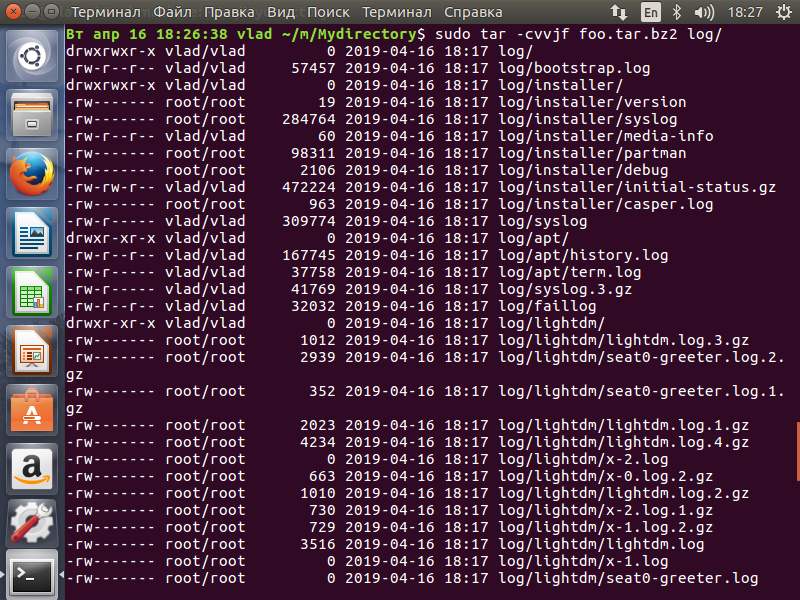 Терминал Файл Правка Вид Поиск Терминал Справка En 18:27
Вт апр 16 18:26:38 vlad ~/m/Mydirectory$ sudo tar -cvvjf foo.tar.bz2 log/
drwxrwxr-x vlad/vlad 0 2019-04-16 18:17 log/
-rw-r--r-- vlad/vlad 57457 2019-04-16 18:17 log/bootstrap.log
drwxrwxr-x vlad/vlad 0 2019-04-16 18:17 log/installer/
-rw------- root/root 19 2019-04-16 18:17 log/installer/version
-rw------- root/root 284764 2019-04-16 18:17 log/installer/syslog
-rw-r--r-- vlad/vlad 60 2019-04-16 18:17 log/installer/media-info
-rw------- root/root 98311 2019-04-16 18:17 log/installer/partman
-rw------- root/root 2106 2019-04-16 18:17 log/installer/debug
-rw-rw-r-- vlad/vlad 472224 2019-04-16 18:17 log/installer/initial-status.gz
-rw------- root/root 963 2019-04-16 18:17 log/installer/casper.log
-rw-r----- vlad/vlad 309774 2019-04-16 18:17 log/syslog
drwxr-xr-x vlad/vlad 0 2019-04-16 18:17 log/apt/
-rw-r--r-- vlad/vlad 167745 2019-04-16 18:17 log/apt/history.log
-rw-r----- vlad/vlad 37758 2019-04-16 18:17 log/apt/term.log
-rw-r----- vlad/vlad 41769 2019-04-16 18:17 log/syslog.3.gz
-rw-r--r-- vlad/vlad 32032 2019-04-16 18:17 log/faillog
drwxr-xr-x vlad/vlad 0 2019-04-16 18:17 log/lightdm/
-rw------- root/root 1012 2019-04-16 18:17 log/lightdm/lightdm.log.3.gz
-rw------- root/root 2939 2019-04-16 18:17 log/lightdm/seat0-greeter.log.2.
gz
-rw------- root/root 352 2019-04-16 18:17 log/lightdm/seat0-greeter.log.1.
gz
-rw------- root/root 2023 2019-04-16 18:17 log/lightdm/lightdm.log.1.gz
-rw------- root/root 4234 2019-04-16 18:17 log/lightdm/lightdm.log.4.gz
-rw------- root/root 0 2019-04-16 18:17 log/lightdm/x-2.log
-rw------- root/root 663 2019-04-16 18:17 log/lightdm/x-0.log.2.gz
-rw------- root/root 1010 2019-04-16 18:17 log/lightdm/lightdm.log.2.gz
-rw------- root/root 730 2019-04-16 18:17 log/lightdm/x-2.log.1.gz
-rw------- root/root 729 2019-04-16 18:17 log/lightdm/x-1.log.2.gz
-rw------- root/root 3516 2019-04-16 18:17 log/lightdm/lightdm.log
-rw------- root/root 0 2019-04-16 18:17 log/lightdm/x-1.log
-rw------- root/root 0 2019-04-16 18:17 log/lightdm/seat0-greeter.log